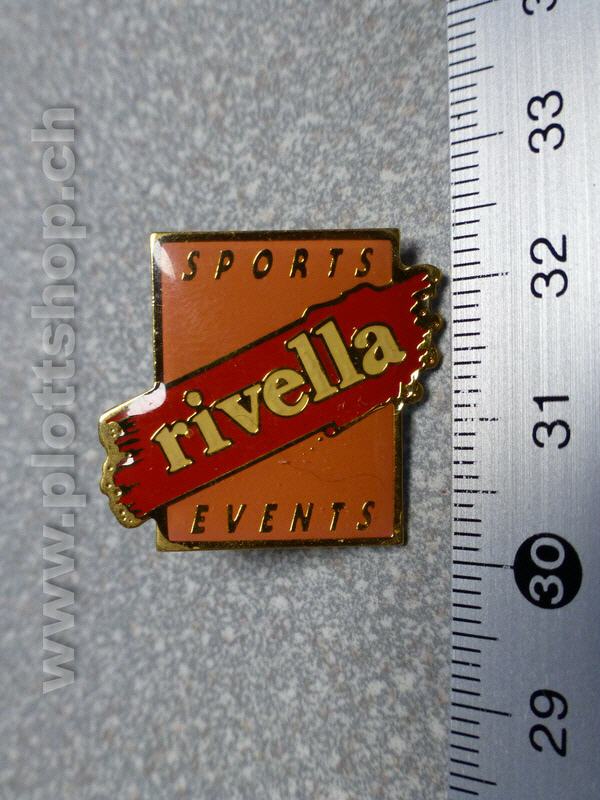 SPORTS
rivella
EVENTS
www.plottshop.ch
33
32
31
30
29